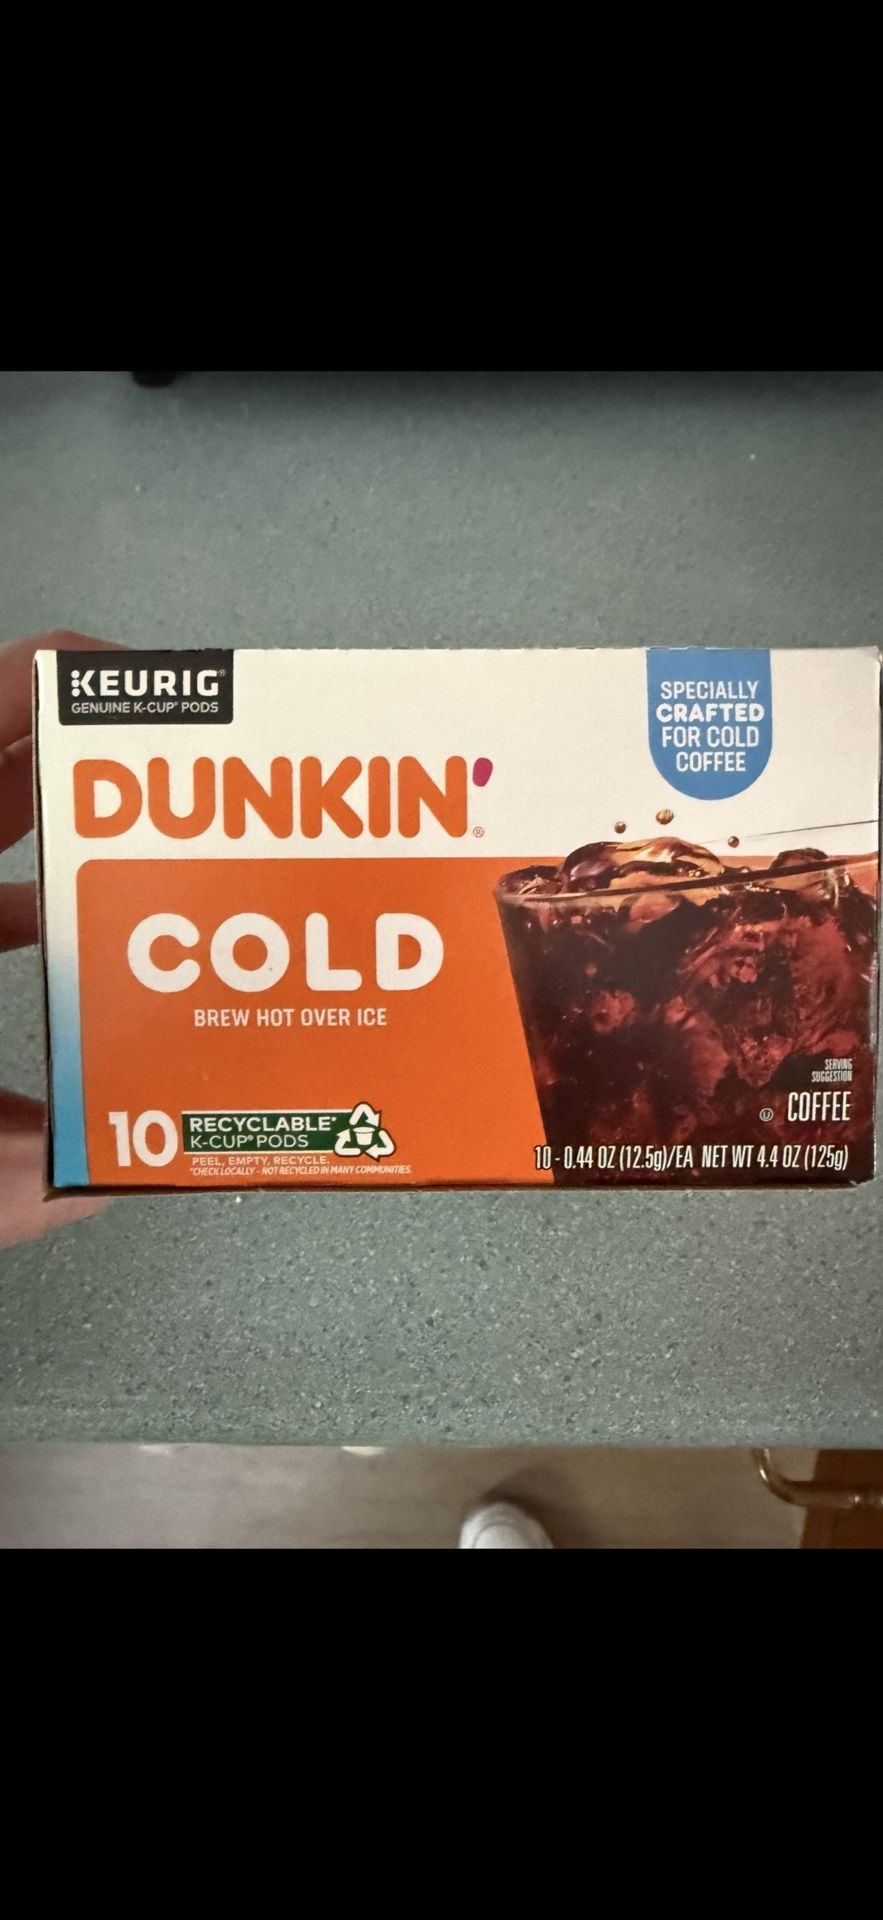 KEURIG®
GENUINE K-CUP® PODS
SPECIALLY
CRAFTED
FOR COLD
COFFEE
DUNKIN'®
COLD
BREW HOT OVER ICE
SERVING
SUGGESTION
U COFFEE
10 RECYCLABLE*
K-CUP® PODS
PEEL, EMPTY, RECYCLE.
*CHECK LOCALLY - NOT RECYCLED IN MANY COMMUNITIES.
10 - 0.44 OZ (12.5g)/EA NET WT 4.4 OZ (125g)